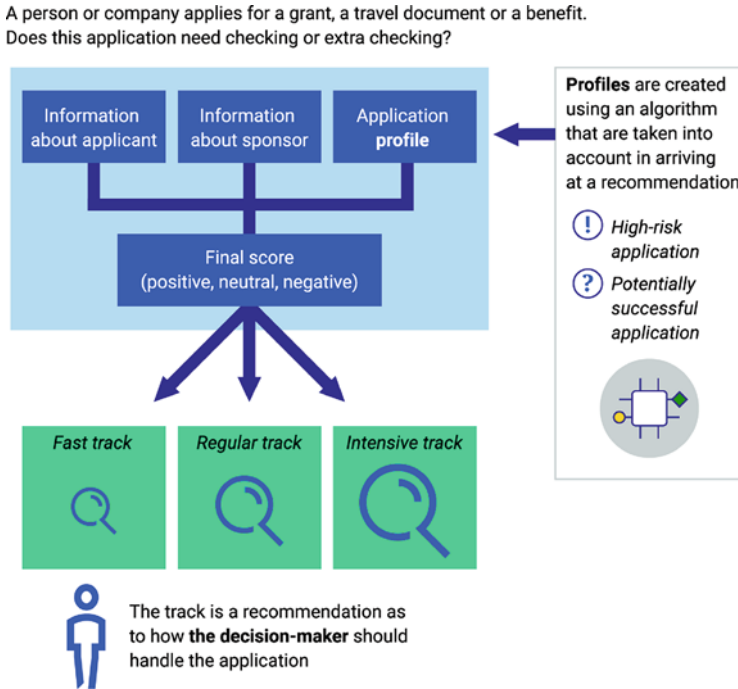 A person or company applies for a grant, a travel document or a benefit.
Does this application need checking or extra checking?
Information
about applicant
Information
about sponsor
Application
profile
Final score
(positive, neutral, negative)
Profiles are created
using an algorithm
that are taken into
account in arriving
at a recommendation
!
High-risk
application
?
Potentially
successful
application
Fast track
Regular track
Intensive track
The track is a recommendation as
to how the decision-maker should
handle the application